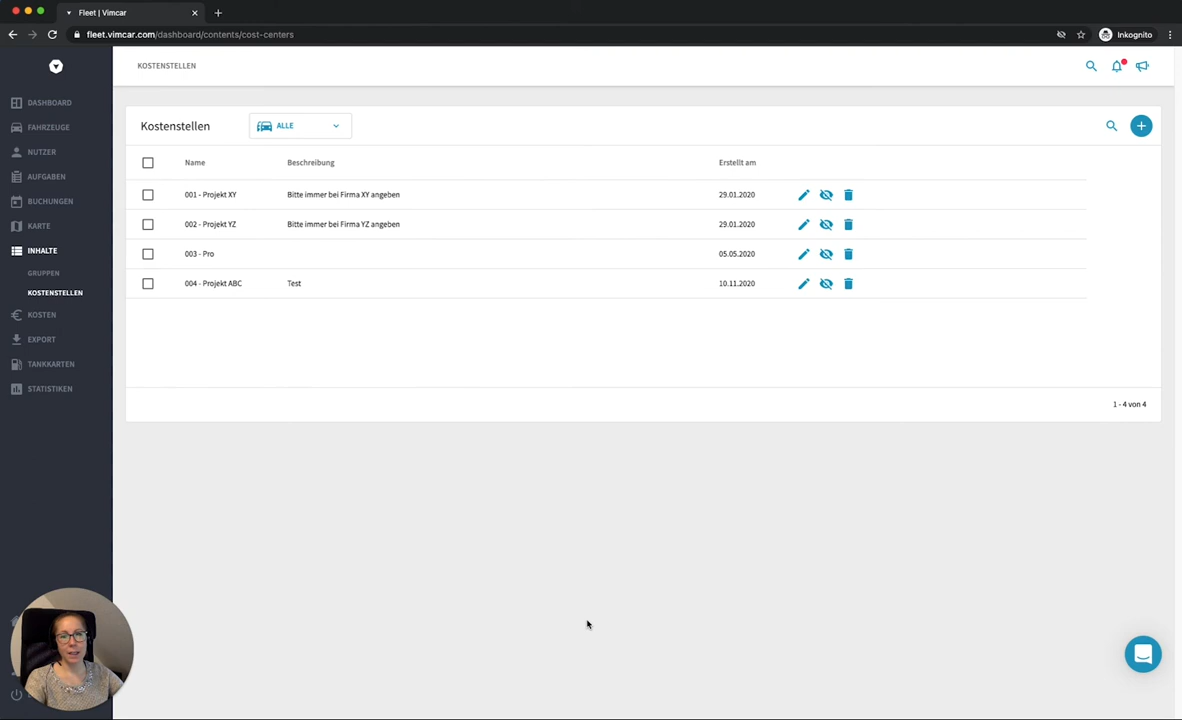 Fleet | Vimcar
fleet.vimcar.com/dashboard/contents/cost-centers
Inkognito
KOSTENSTELLEN
DASHBOARD
FAHRZEUGE
NUTZER
AUFGABEN
BUCHUNGEN
KARTE
INHALTE
GRUPPEN
KOSTENSTELLEN
KOSTEN
EXPORT
TANKKARTEN
STATISTIKEN
Kostenstellen ALLE
Name Beschreibung Erstellt am
001 - Projekt XY Bitte immer bei Firma XY angeben 29.01.2020
002 - Projekt YZ Bitte immer bei Firma YZ angeben 29.01.2020
003 - Pro 05.05.2020
004 - Projekt ABC Test 10.11.2020
1 - 4 von 4